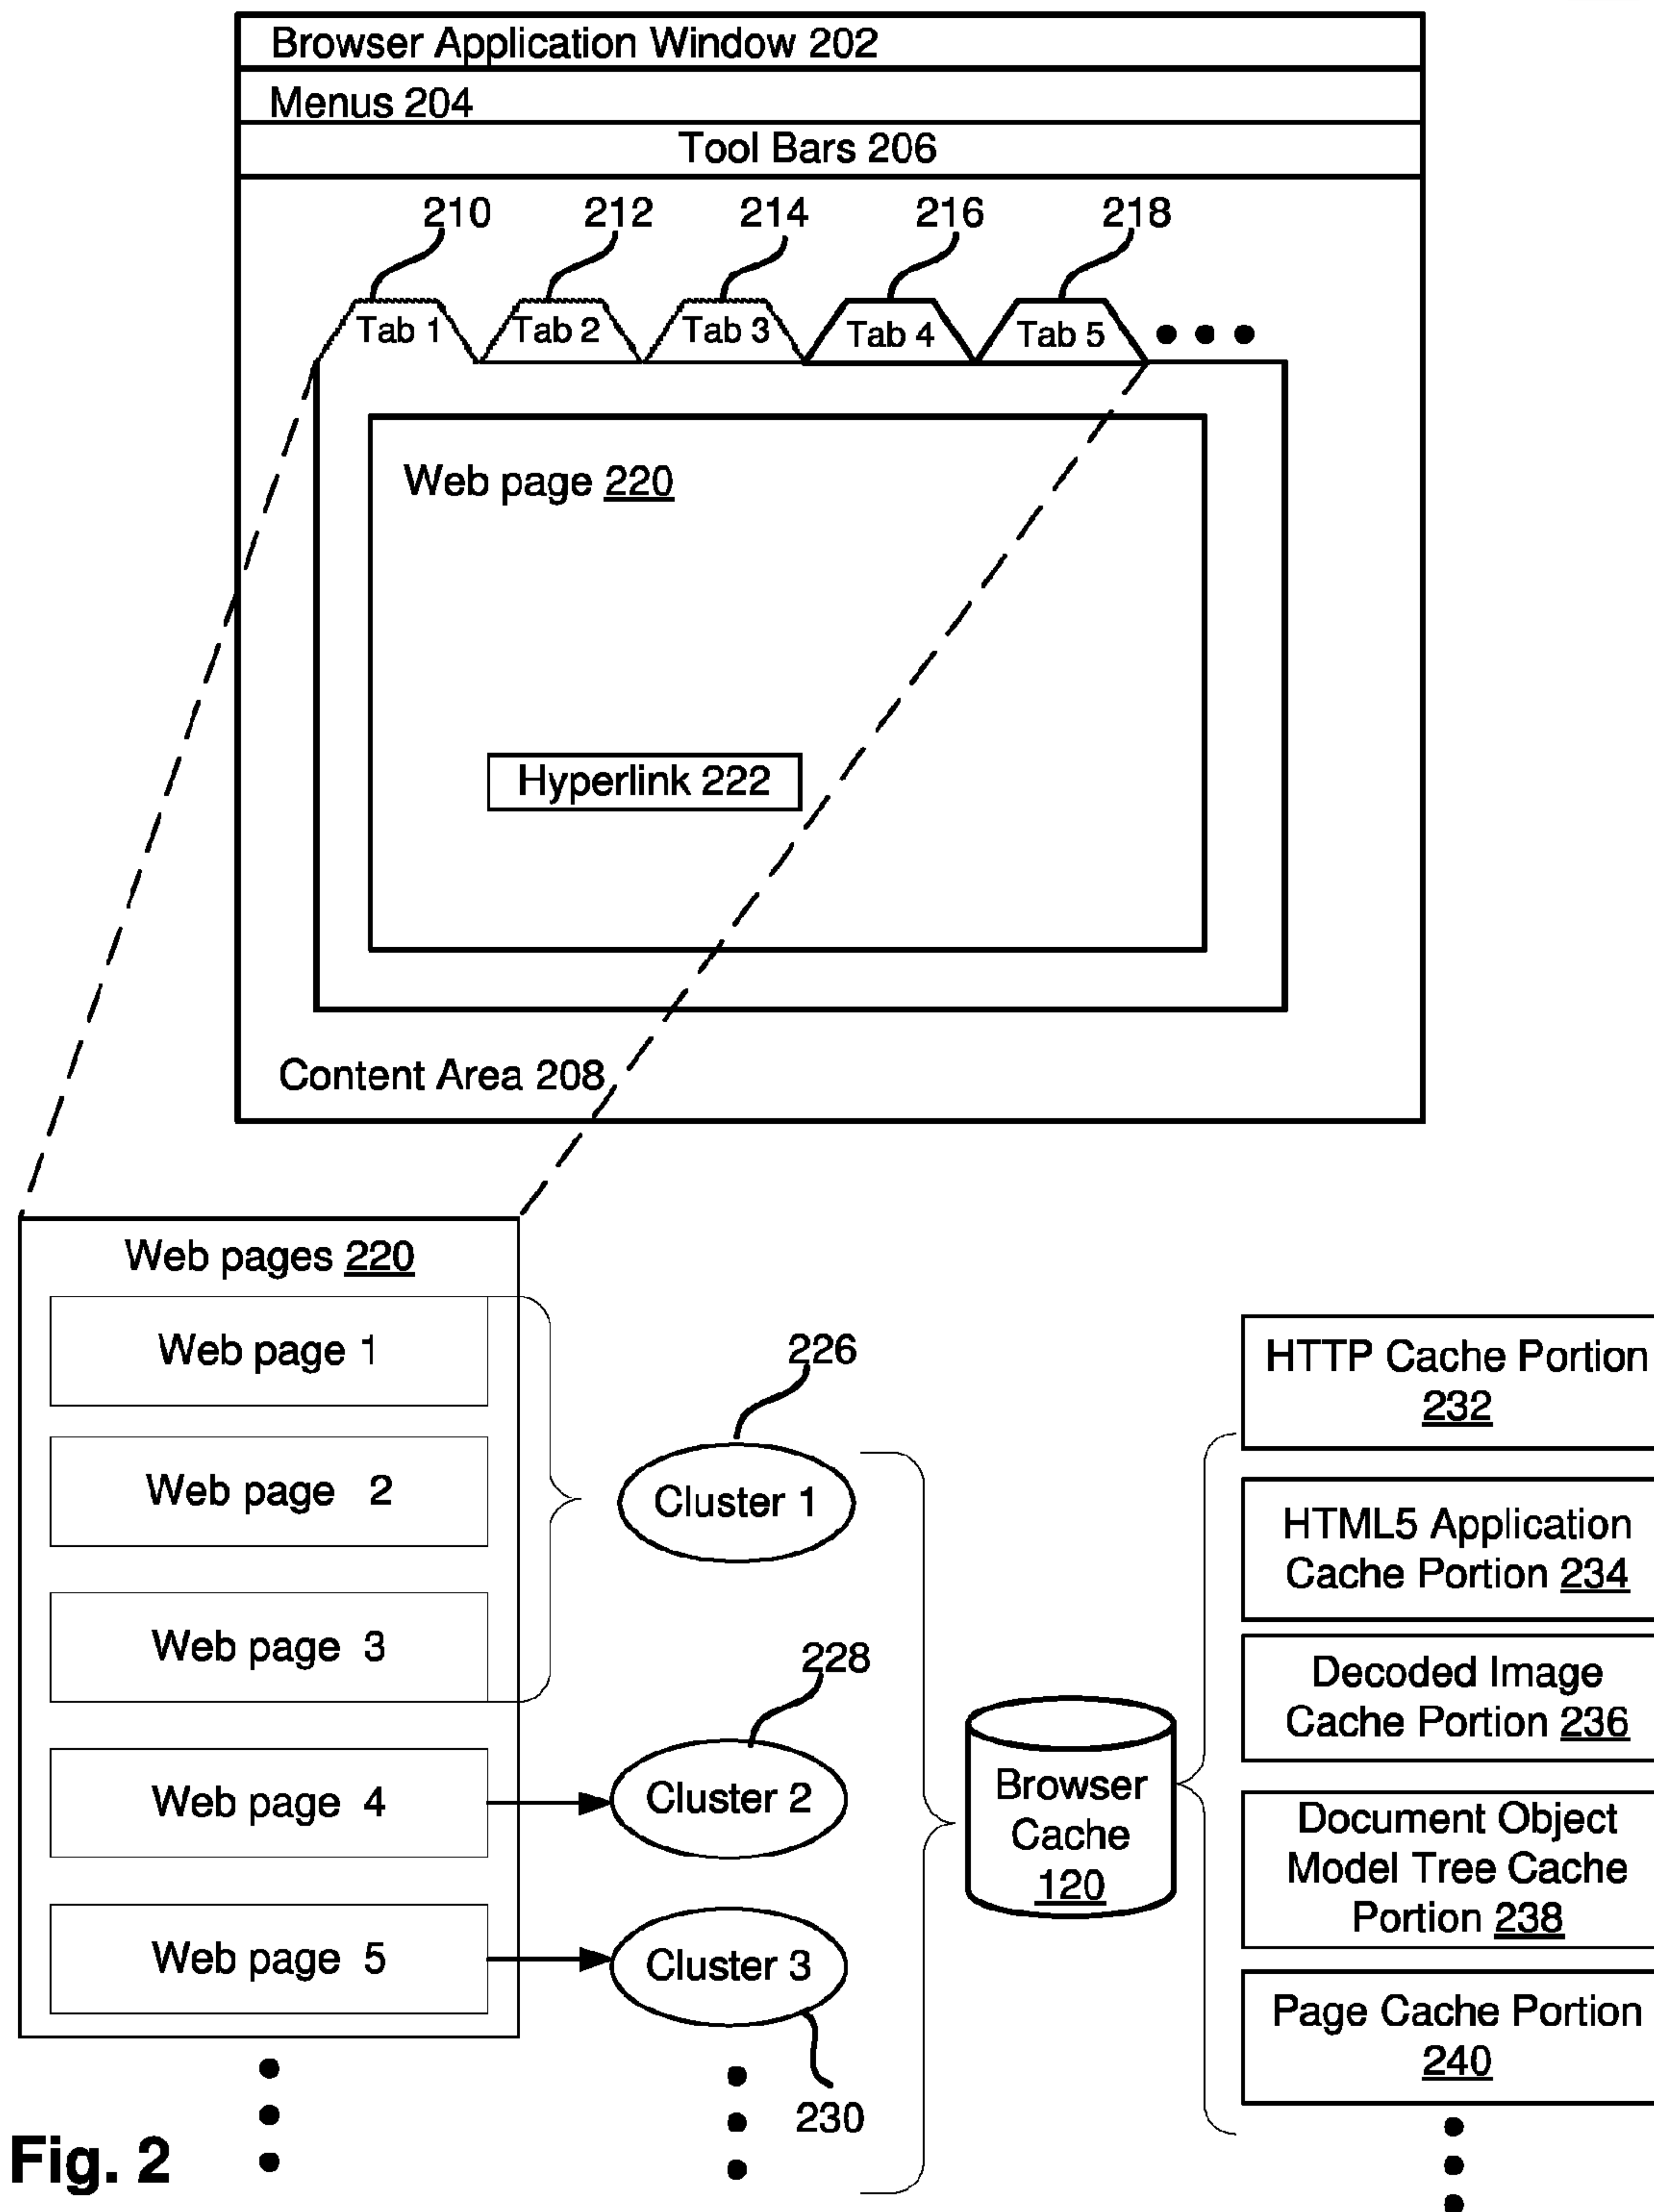 Browser Application Window 202
Menus 204
Tool Bars 206
210 212 214 216 218
Tab 1 Tab 2 Tab 3 Tab 4 Tab 5
Web page 220
Hyperlink 222
Content Area 208
Web pages 220
Web page 1
Web page 2
Web page 3
Web page 4
Web page 5
226
Cluster 1
228
Cluster 2
Cluster 3
230
Browser
Cache
120
HTTP Cache Portion
232
HTML5 Application
Cache Portion 234
Decoded Image
Cache Portion 236
Document Object
Model Tree Cache
Portion 238
Page Cache Portion
240
Fig. 2